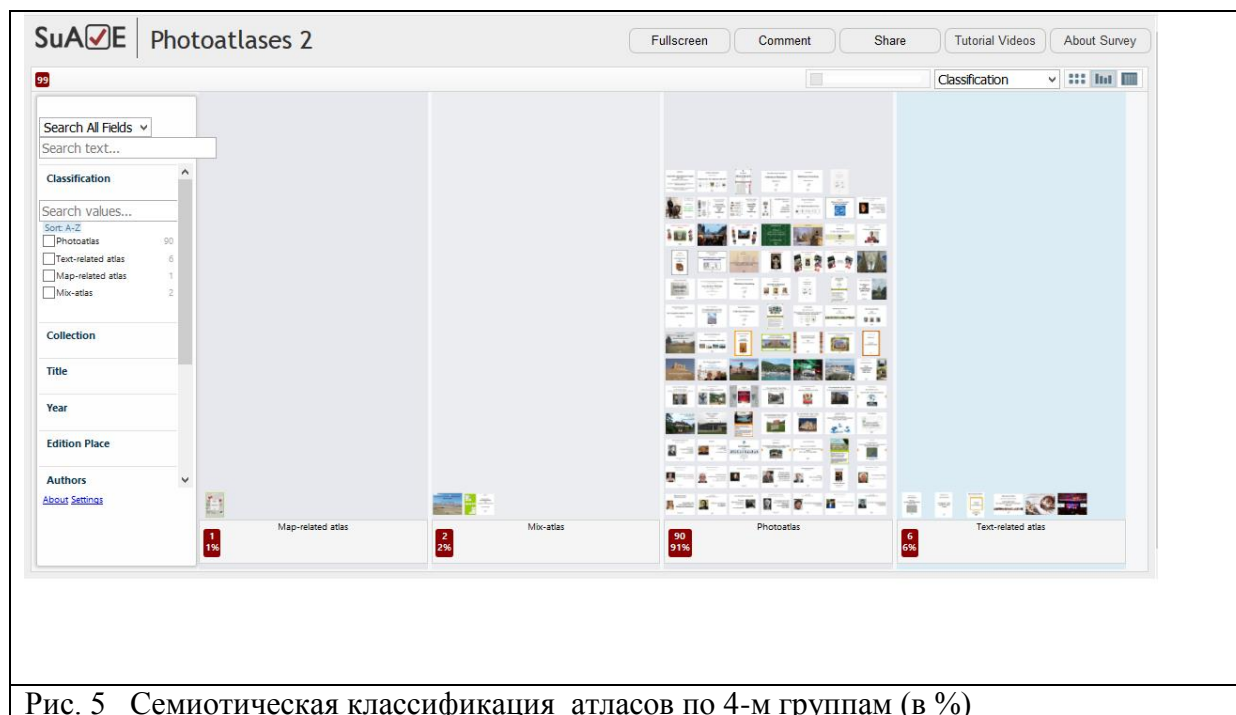 SuAVE Photoatlases 2
Fullscreen Comment Share Tutorial Videos About Survey
99
Classification
Search All Fields
Search text...
Classification
Search values...
Sort: A-Z
Photoatlas 90
Text-related atlas 6
Map-related atlas 1
Mix-atlas 2
Collection
Title
Year
Edition Place
Authors
About Settings
1
1%
Map-related atlas
2
2%
Mix-atlas
90
91%
Photoatlas
6
6%
Text-related atlas
Рис. 5 Семиотическая классификация атласов по 4-м группам (в %)